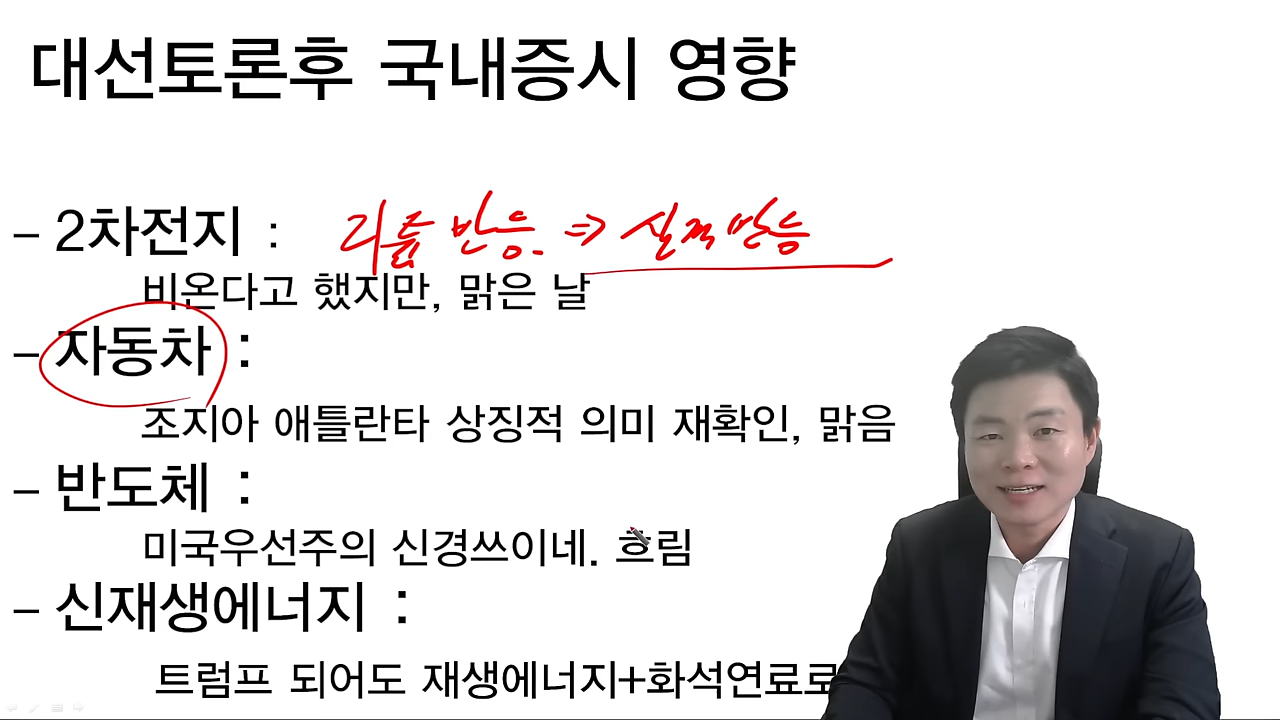 대선토론후 국내증시 영향
– 2차전지 : 리튬 반응. ⇒ 실적 반등
비온다고 했지만, 맑은 날
– 자동차 :
조지아 애틀란타 상징적 의미 재확인, 맑음
– 반도체 :
미국우선주의 신경쓰이네. 흐림
– 신재생에너지 :
트럼프 되어도 재생에너지+화석연료로